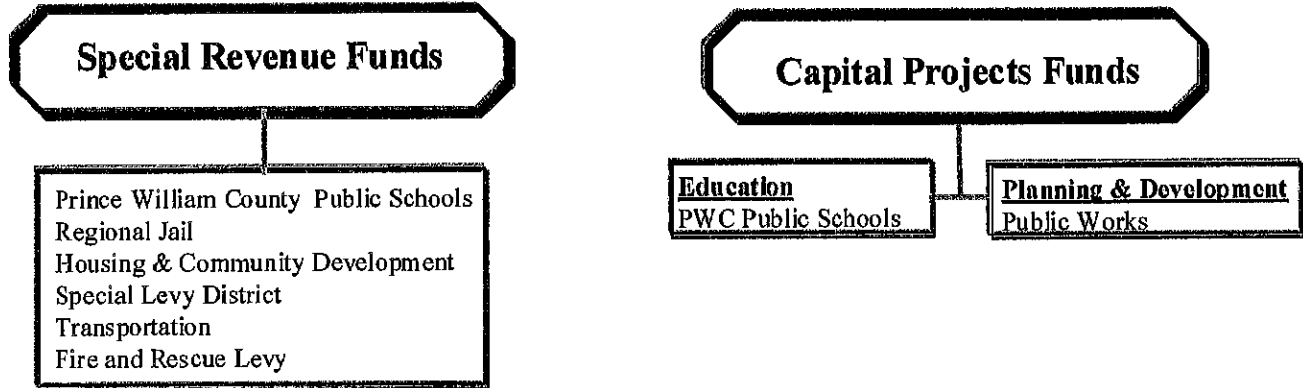 Special Revenue Funds
Prince William County Public Schools
Regional Jail
Housing & Community Development
Special Levy District
Transportation
Fire and Rescue Levy
Capital Projects Funds
Education
PWC Public Schools
Planning & Development
Public Works